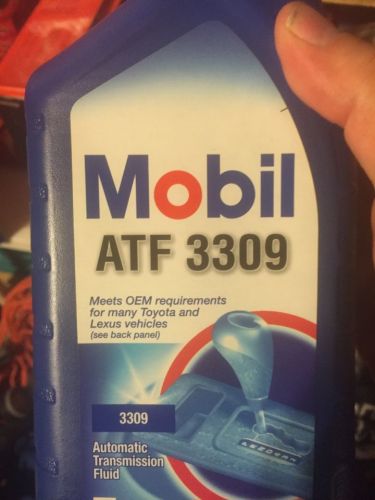 Mobil
ATF 3309
Meets OEM requirements
for many Toyota and
Lexus vehicles
(see back panel)
3309
Automatic
Transmission
Fluid